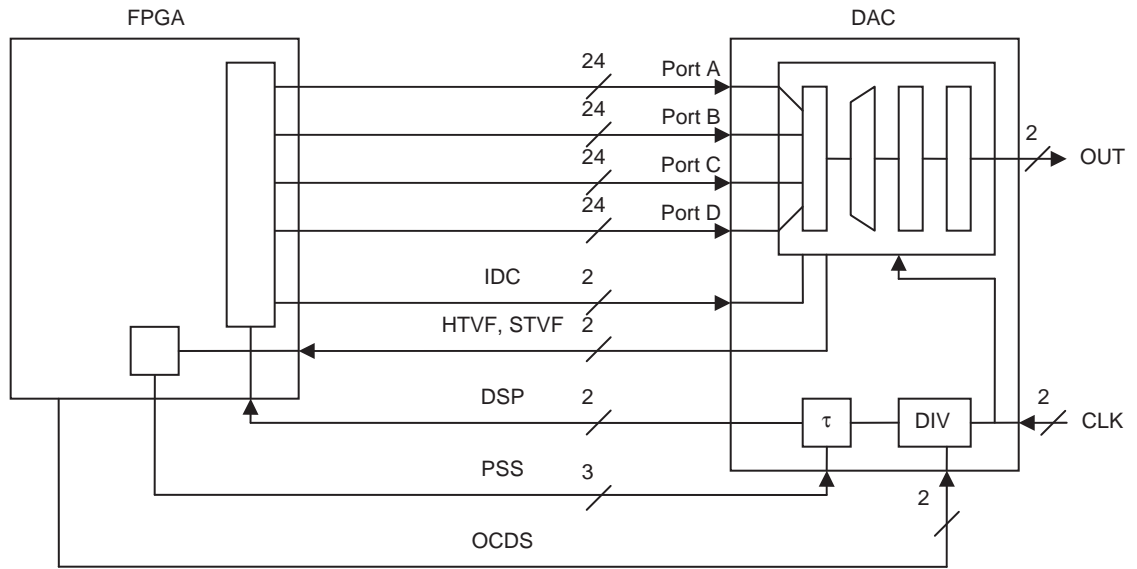 FPGA
DAC
24
Port A
24
Port B
24
Port C
24
Port D
2
OUT
IDC
2
HTVF, STVF
2
DSP
2
τ
DIV
2
CLK
PSS
3
2
OCDS